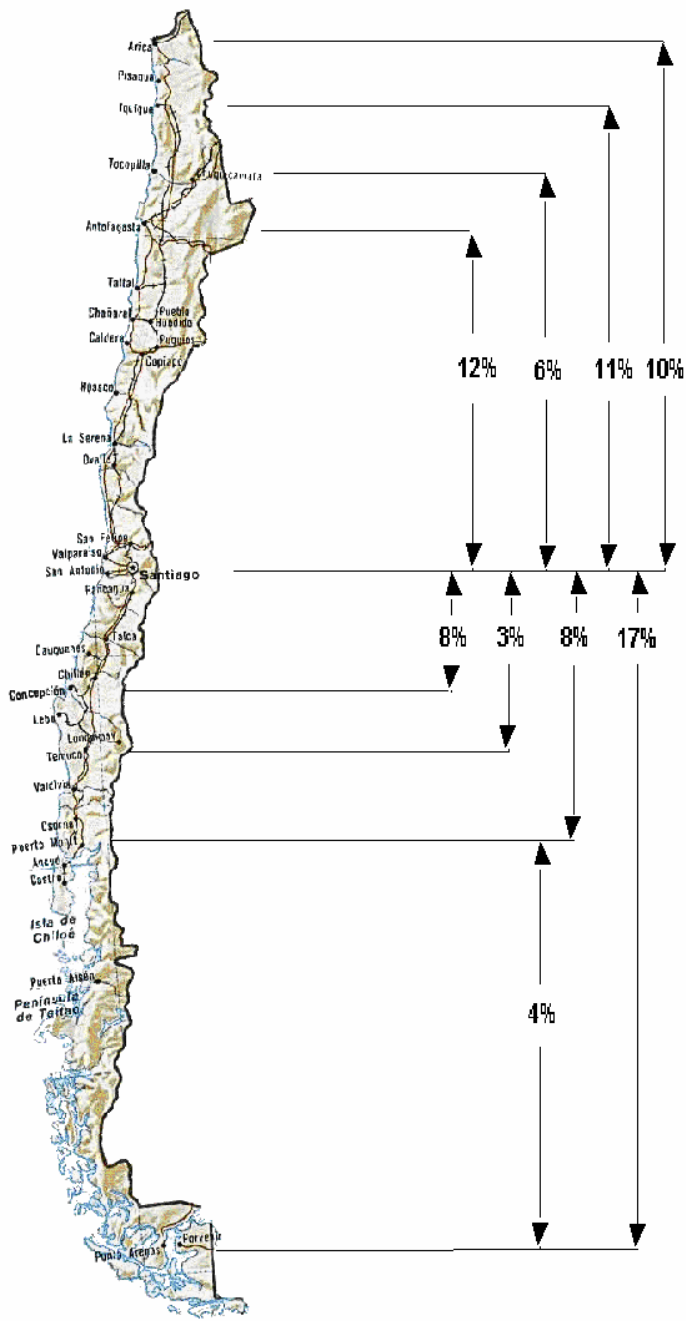 Arica
Pisagua
Iquique
Tocopilla
Chuquicamata
Antofagasta
Taltal
Chañaral
Pueblo
Hundido
Caldera
Puquios
Copiapó
12%
6%
11%
10%
Huasco
La Serena
Ovalle
San Felipe
Valparaíso
San Antonio
Santiago
Rancagua
8%
3%
8%
17%
Talca
Cauquenes
Chillán
Concepción
Lebu
Lonquimay
Temuco
Valdivia
Osorno
Puerto Montt
Ancud
Castro
Isla de
Chiloé
Puerto Aisén
Península
de Taitao
4%
Punta Arenas
Porvenir